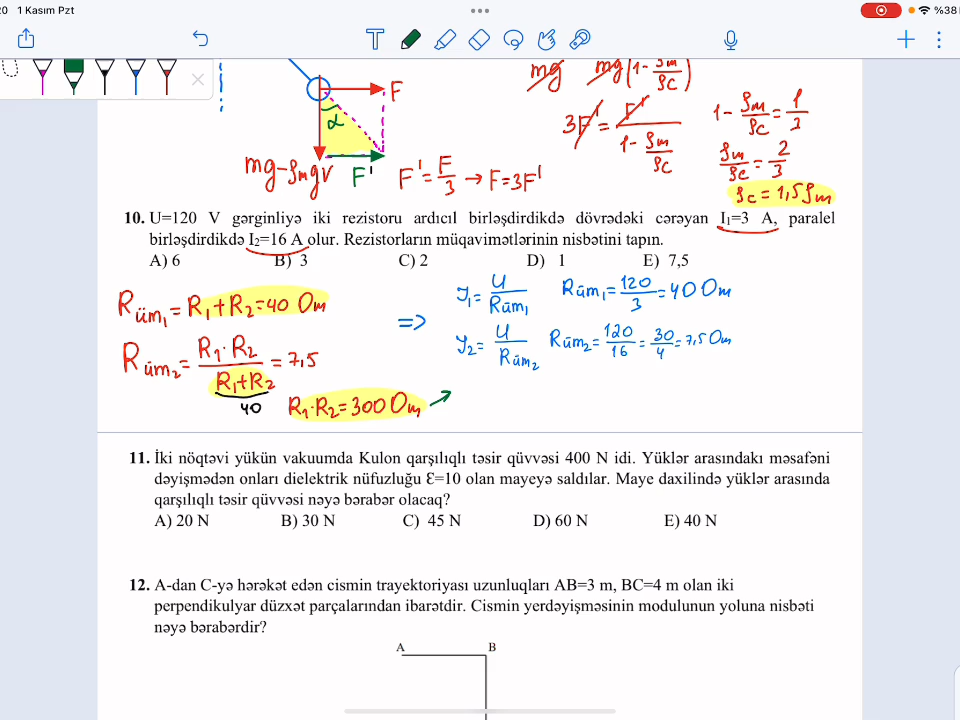 20 1 Kasım Pzt
%38
F
α
mg-ρmgV
F'
F'=F/3 → F=3F'
mg mg(1-ρm/ρc)
3F'=F'/(1-ρm/ρc)
1-ρm/ρc=1/3
ρm/ρc=2/3
ρc=1,5ρm
10. U=120 V gərginliyə iki rezistoru ardıcıl birləşdirdikdə dövrədəki cərəyan I₁=3 A, paralel
birləşdirdikdə I₂=16 A olur. Rezistorların müqavimətlərinin nisbətini tapın.
A) 6 B) 3 C) 2 D) 1 E) 7,5
Rüm₁=R₁+R₂=40 Om
Rüm₂=R₁·R₂/(R₁+R₂)=7,5
40
R₁·R₂=300 Om
=>
I₁=U/Rüm₁ Rüm₁=120/3=40 Om
I₂=U/Rüm₂ Rüm₂=120/16=30/4=7,5 Om
11. İki nöqtəvi yükün vakuumda Kulon qarşılıqlı təsir qüvvəsi 400 N idi. Yüklər arasındakı məsafəni
dəyişmədən onları dielektrik nüfuzluğu Ɛ=10 olan mayeyə saldılar. Maye daxilində yüklər arasında
qarşılıqlı təsir qüvvəsi nəyə bərabər olacaq?
A) 20 N B) 30 N C) 45 N D) 60 N E) 40 N
12. A-dan C-yə hərəkət edən cismin trayektoriyası uzunluqları AB=3 m, BC=4 m olan iki
perpendikulyar düzxət parçalarından ibarətdir. Cismin yerdəyişməsinin modulunun yoluna nisbəti
nəyə bərabərdir?
A B